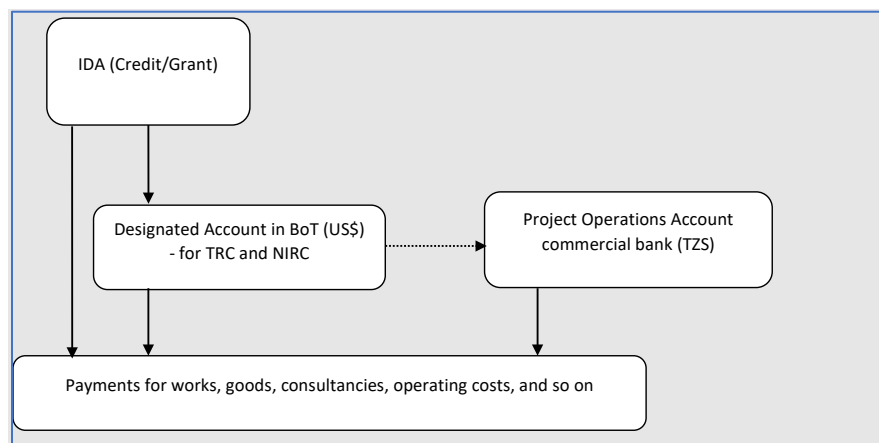 IDA (Credit/Grant)
Designated Account in BoT (US$)
- for TRC and NIRC
Project Operations Account
commercial bank (TZS)
Payments for works, goods, consultancies, operating costs, and so on